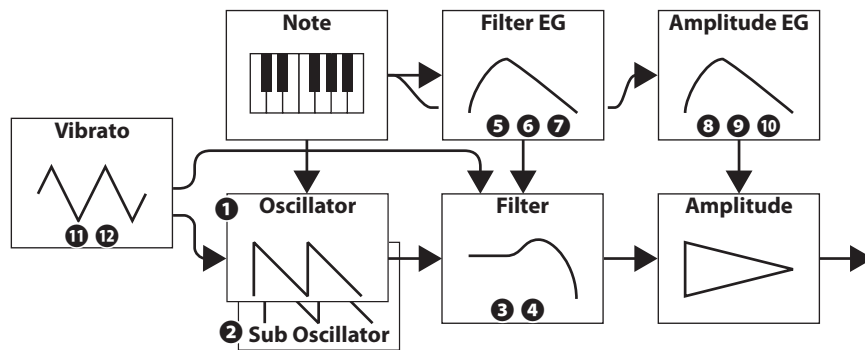 Note
Filter EG
Amplitude EG
❺ ❻ ❼
❽ ❾ ❿
Vibrato
⓫ ⓬
❶ Oscillator
Filter
Amplitude
❸ ❹
❷ Sub Oscillator